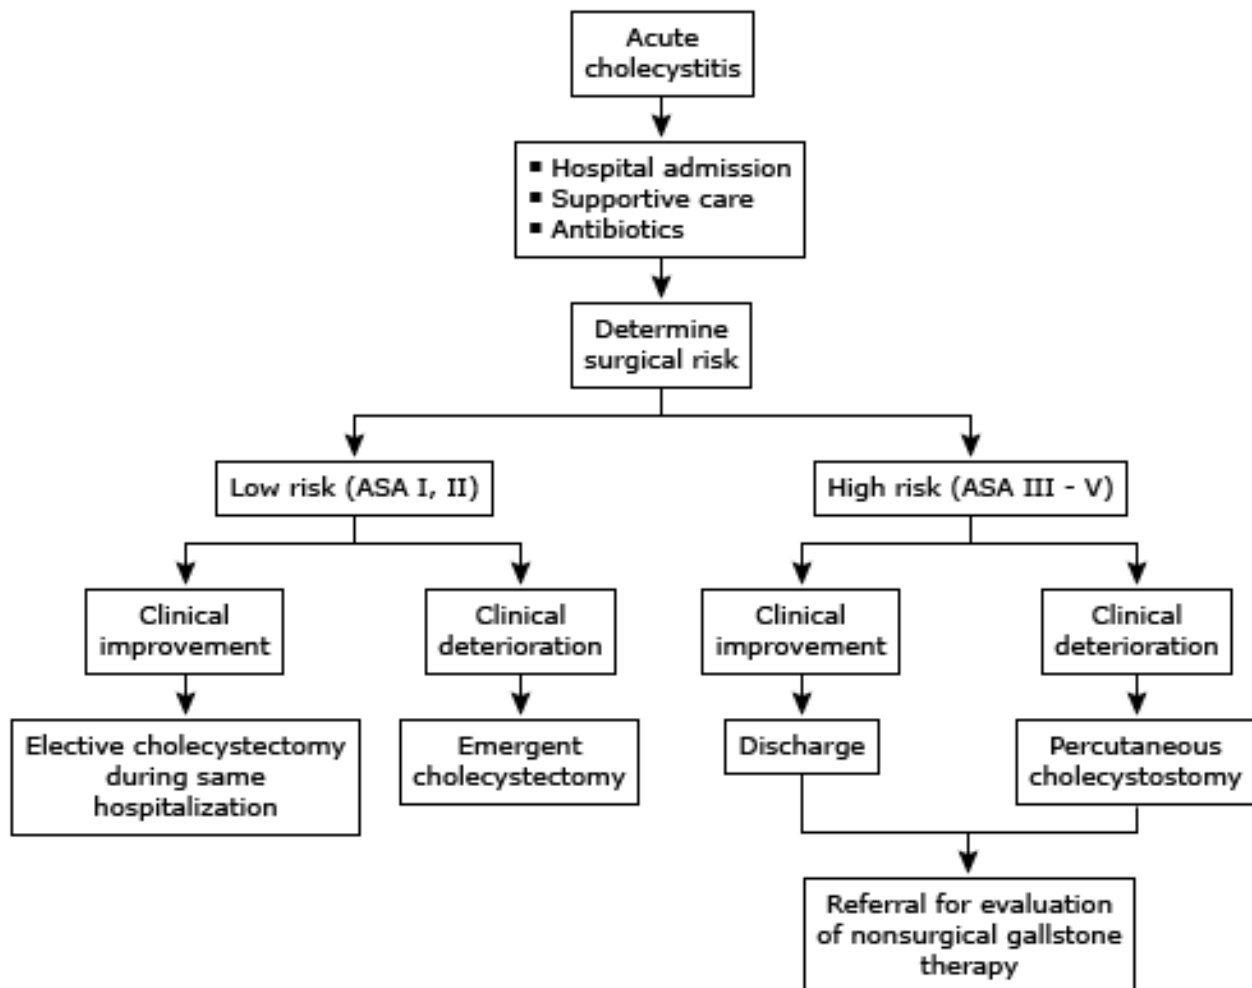 Acute
cholecystitis
▪ Hospital admission
▪ Supportive care
▪ Antibiotics
Determine
surgical risk
Low risk (ASA I, II)
High risk (ASA III - V)
Clinical
improvement
Clinical
deterioration
Clinical
improvement
Clinical
deterioration
Elective cholecystectomy
during same
hospitalization
Emergent
cholecystectomy
Discharge
Percutaneous
cholecystostomy
Referral for evaluation
of nonsurgical gallstone
therapy